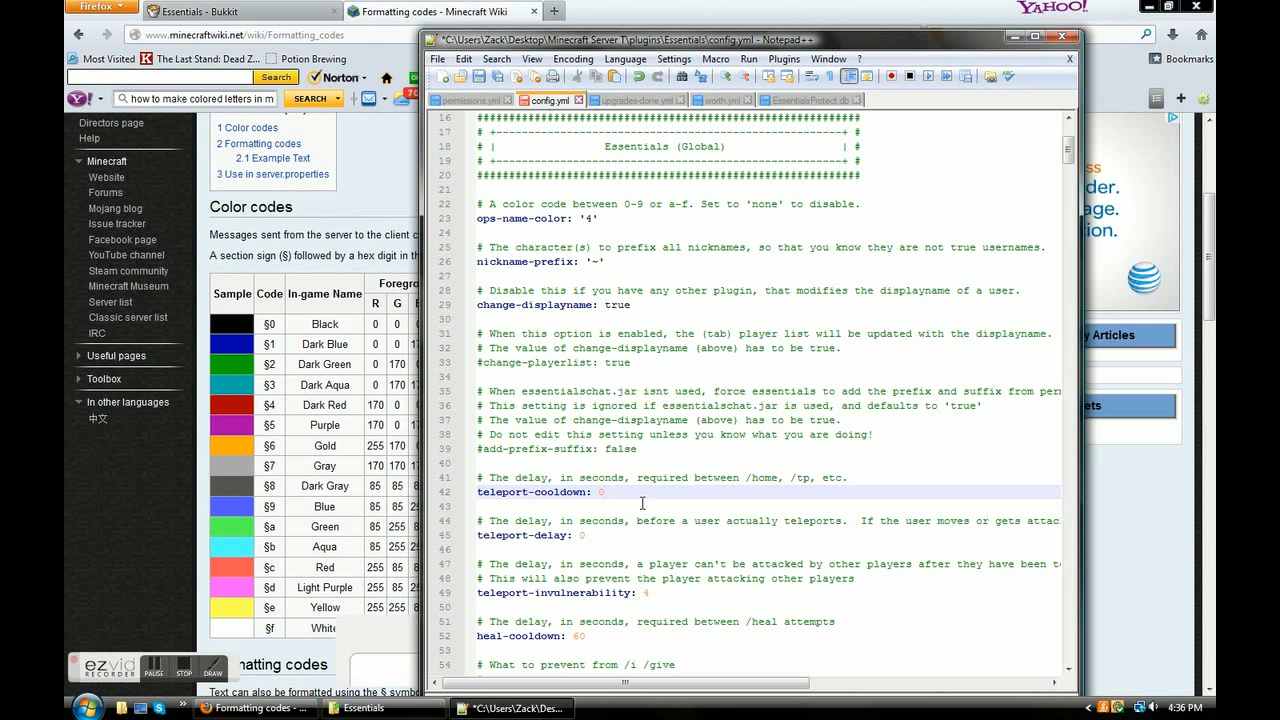 Firefox
Essentials - Bukkit
Formatting codes - Minecraft Wiki
YAHOO!
www.minecraftwiki.net/wiki/Formatting_codes
Most Visited
The Last Stand: Dead Z...
Potion Brewing
Bookmarks
Search
Norton
how to make colored letters in m
SEARCH
Directors page
Help
Minecraft
Website
Forums
Mojang blog
Issue tracker
Facebook page
YouTube channel
Steam community
Minecraft Museum
Server list
Classic server list
IRC
Useful pages
Toolbox
In other languages
中文
1 Color codes
2 Formatting codes
2.1 Example Text
3 Use in server.properties
Color codes
Messages sent from the server to the client c
A section sign (§) followed by a hex digit in th
Foregro
Sample Code In-game Name R G
§0 Black 0 0
§1 Dark Blue 0 0
§2 Dark Green 0 170
§3 Dark Aqua 0 170
§4 Dark Red 170 0
§5 Purple 170 0
§6 Gold 255 170
§7 Gray 170 170
§8 Dark Gray 85 85
§9 Blue 85 85
§a Green 85 255
§b Aqua 85 255
§c Red 255 85
§d Light Purple 255 85
§e Yellow 255 255
§f White
matting codes
Text can also be formatted using the § symbo
ezvid
RECORDER
PAUSE
STOP
DRAW
*C:\Users\Zack\Desktop\Minecraft Server T\plugins\Essentials\config.yml - Notepad++
File Edit Search View Encoding Language Settings Macro Run Plugins Window ? X
permissions.yml
config.yml
upgrades-done.yml
worth.yml
EssentialsProtect.db
16 ############################################################
17 # +------------------------------------------------------+ #
18 # | Essentials (Global) | #
19 # +------------------------------------------------------+ #
20 ############################################################
21
22 # A color code between 0-9 or a-f. Set to 'none' to disable.
23 ops-name-color: '4'
24
25 # The character(s) to prefix all nicknames, so that you know they are not true usernames.
26 nickname-prefix: '~'
27
28 # Disable this if you have any other plugin, that modifies the displayname of a user.
29 change-displayname: true
30
31 # When this option is enabled, the (tab) player list will be updated with the displayname.
32 # The value of change-displayname (above) has to be true.
33 #change-playerlist: true
34
35 # When essentialschat.jar isnt used, force essentials to add the prefix and suffix from per
36 # This setting is ignored if essentialschat.jar is used, and defaults to 'true'
37 # The value of change-displayname (above) has to be true.
38 # Do not edit this setting unless you know what you are doing!
39 #add-prefix-suffix: false
40
41 # The delay, in seconds, required between /home, /tp, etc.
42 teleport-cooldown: 0
43
44 # The delay, in seconds, before a user actually teleports. If the user moves or gets attac
45 teleport-delay: 0
46
47 # The delay, in seconds, a player can't be attacked by other players after they have been t
48 # This will also prevent the player attacking other players
49 teleport-invulnerability: 4
50
51 # The delay, in seconds, required between /heal attempts
52 heal-cooldown: 60
53
54 # What to prevent from /i /give
der.
age.
tion.
at&t
y Articles
ets
Formatting codes - ...
Essentials
*C:\Users\Zack\Des...
4:36 PM